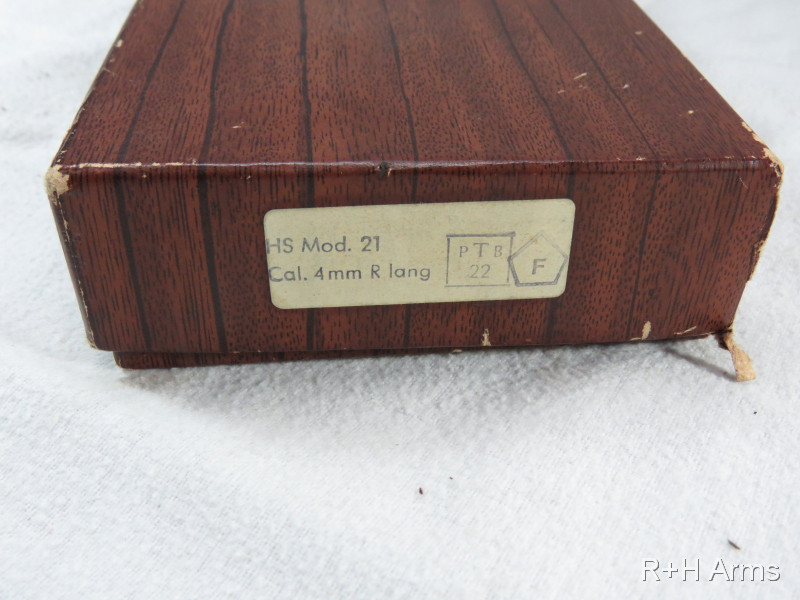 HS Mod. 21
Cal. 4mm R lang
PTB
22
F
R+H Arms